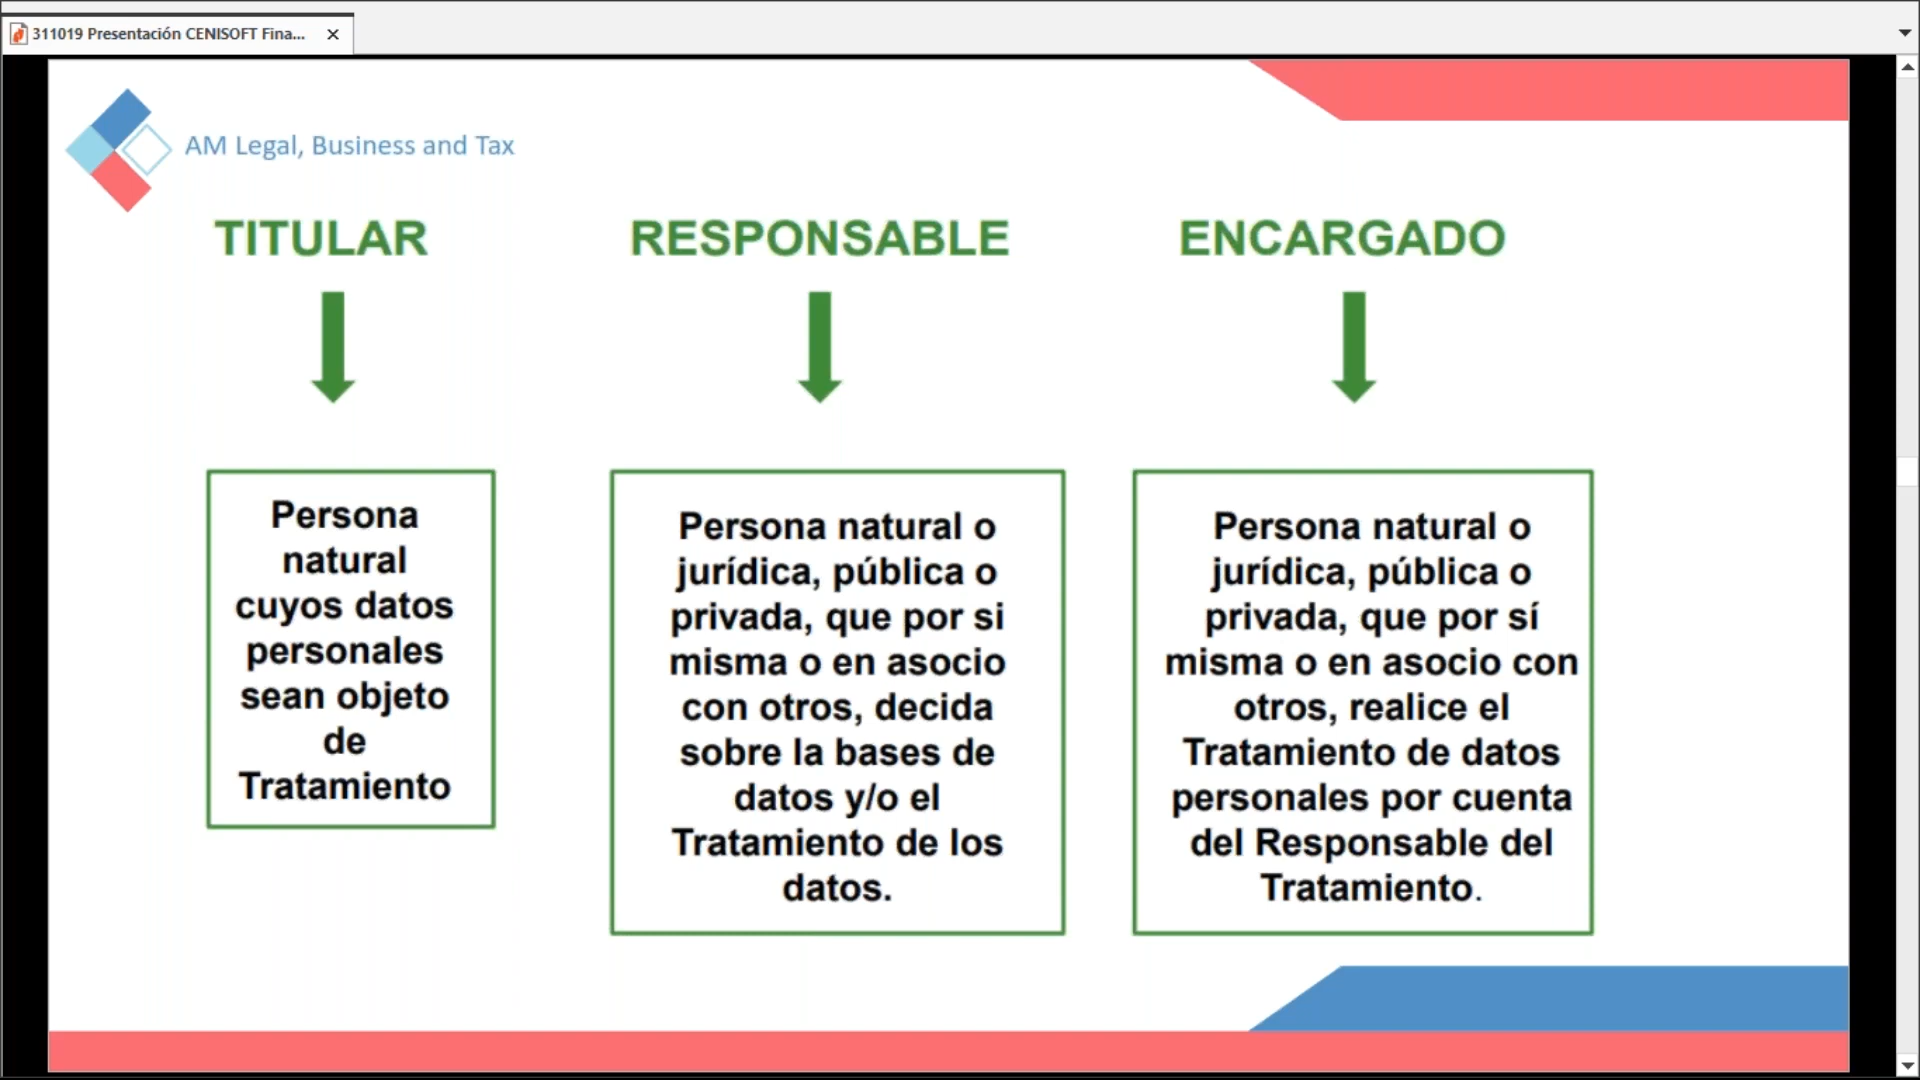 311019 Presentación CENISOFT Fina...
AM Legal, Business and Tax
TITULAR
RESPONSABLE
ENCARGADO
Persona
natural
cuyos datos
personales
sean objeto
de
Tratamiento
Persona natural o
jurídica, pública o
privada, que por si
misma o en asocio
con otros, decida
sobre la bases de
datos y/o el
Tratamiento de los
datos.
Persona natural o
jurídica, pública o
privada, que por sí
misma o en asocio con
otros, realice el
Tratamiento de datos
personales por cuenta
del Responsable del
Tratamiento.